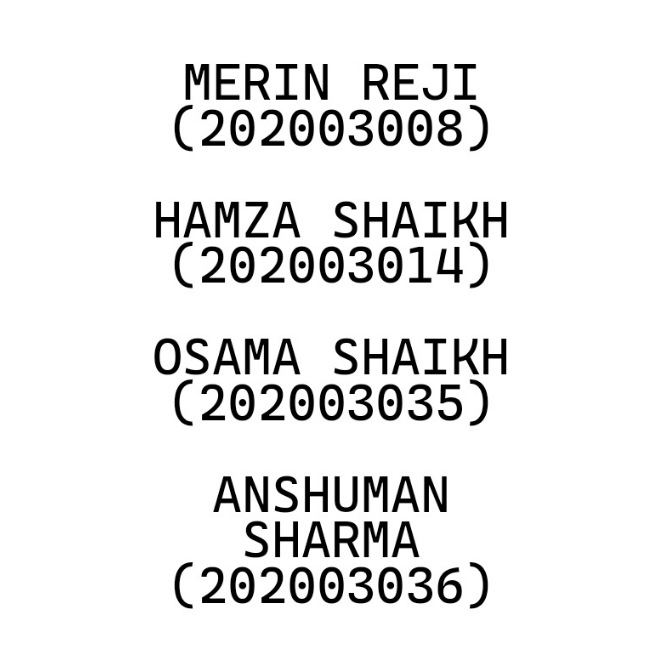 MERIN REJI
(202003008)
HAMZA SHAIKH
(202003014)
OSAMA SHAIKH
(202003035)
ANSHUMAN
SHARMA
(202003036)